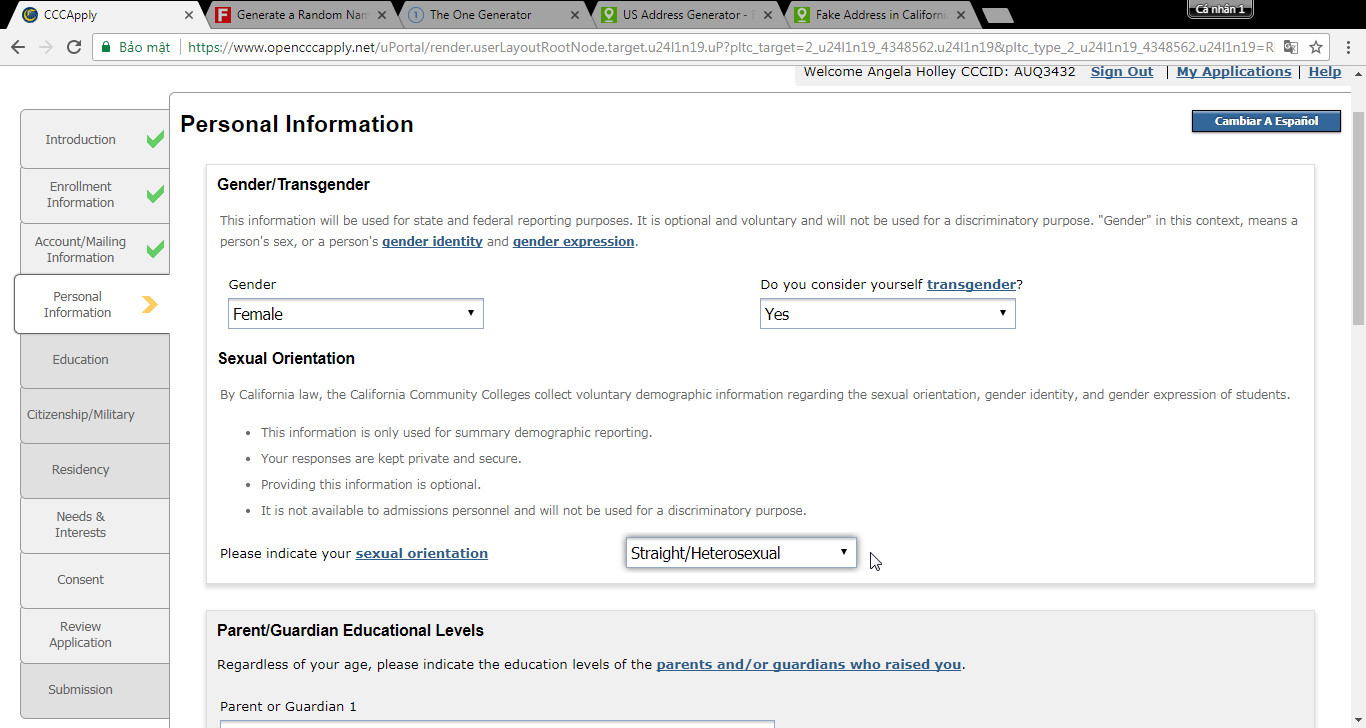 CCCApply
Generate a Random Nam
The One Generator
US Address Generator - F
Fake Address in Californi
Cá nhân 1
Bảo mật
https://www.opencccapply.net/uPortal/render.userLayoutRootNode.target.u24l1n19.uP?pltc_target=2_u24l1n19_4348562.u24l1n19&pltc_type_2_u24l1n19_4348562.u24l1n19=R
Welcome Angela Holley CCCID: AUQ3432 Sign Out | My Applications | Help
Personal Information
Cambiar A Español
Introduction
Enrollment
Information
Account/Mailing
Information
Personal
Information
Education
Citizenship/Military
Residency
Needs &
Interests
Consent
Review
Application
Submission
Gender/Transgender
This information will be used for state and federal reporting purposes. It is optional and voluntary and will not be used for a discriminatory purpose. "Gender" in this context, means a
person's sex, or a person's gender identity and gender expression.
Gender
Do you consider yourself transgender?
Female
Yes
Sexual Orientation
By California law, the California Community Colleges collect voluntary demographic information regarding the sexual orientation, gender identity, and gender expression of students.
• This information is only used for summary demographic reporting.
• Your responses are kept private and secure.
• Providing this information is optional.
• It is not available to admissions personnel and will not be used for a discriminatory purpose.
Please indicate your sexual orientation
Straight/Heterosexual
Parent/Guardian Educational Levels
Regardless of your age, please indicate the education levels of the parents and/or guardians who raised you.
Parent or Guardian 1